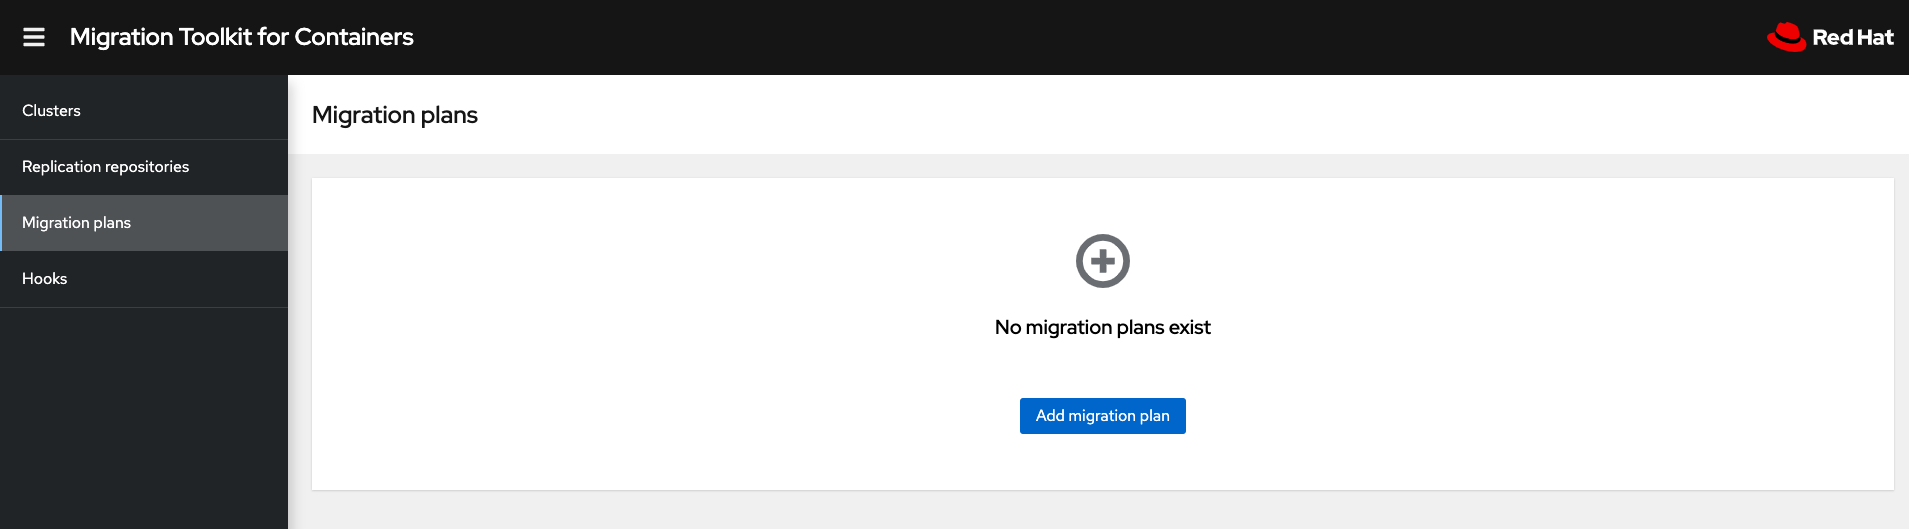 Migration Toolkit for Containers
Red Hat
Clusters
Replication repositories
Migration plans
Hooks
Migration plans
No migration plans exist
Add migration plan